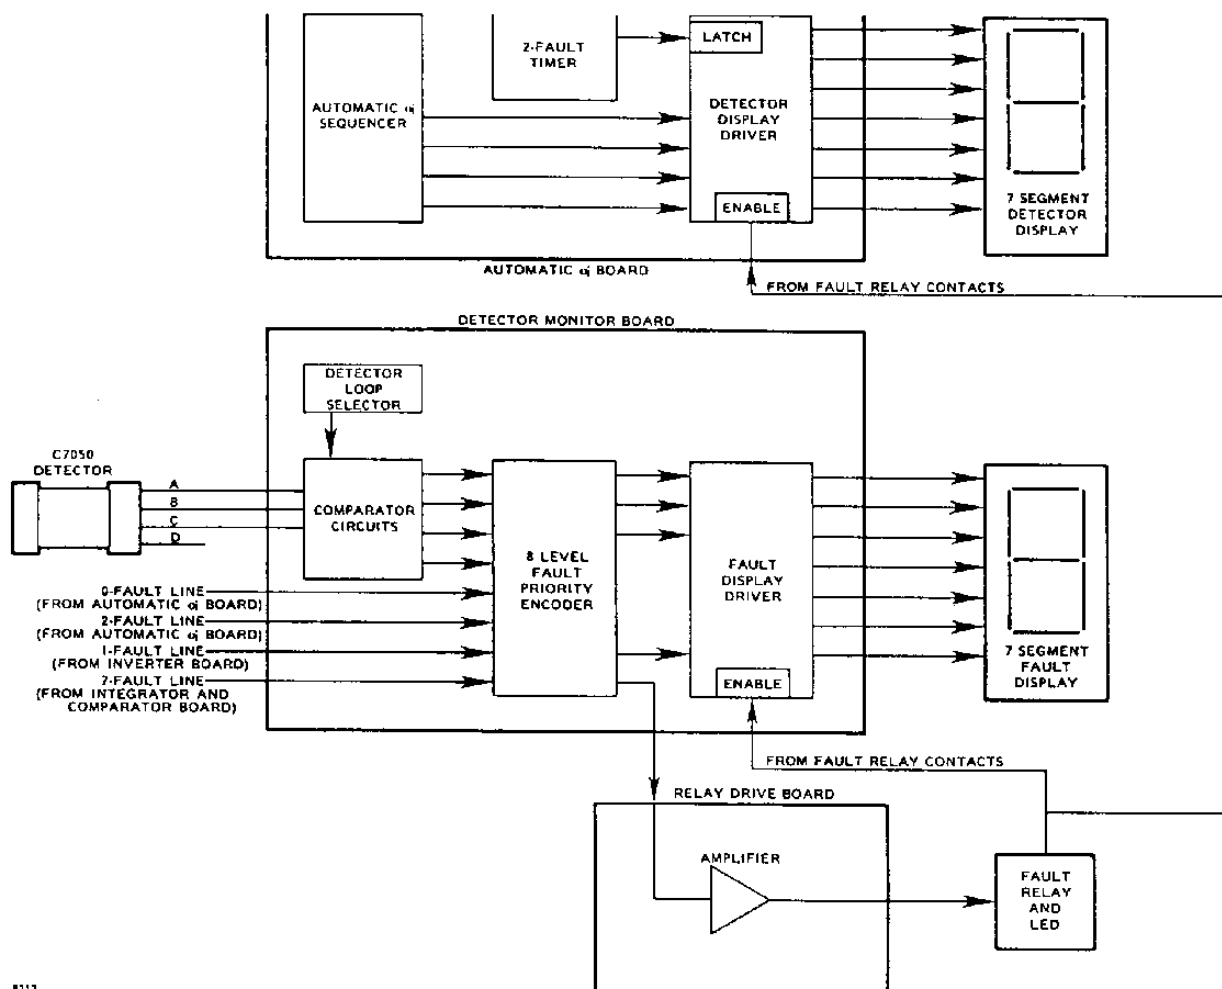 2-FAULT
TIMER
LATCH
AUTOMATIC oi
SEQUENCER
DETECTOR
DISPLAY
DRIVER
ENABLE
7 SEGMENT
DETECTOR
DISPLAY
AUTOMATIC oi BOARD
FROM FAULT RELAY CONTACTS
DETECTOR MONITOR BOARD
DETECTOR
LOOP
SELECTOR
C7050
DETECTOR
A
B
C
D
COMPARATOR
CIRCUITS
8 LEVEL
FAULT
PRIORITY
ENCODER
FAULT
DISPLAY
DRIVER
ENABLE
0-FAULT LINE
(FROM AUTOMATIC oi BOARD)
2-FAULT LINE
(FROM AUTOMATIC oi BOARD)
1-FAULT LINE
(FROM INVERTER BOARD)
7-FAULT LINE
(FROM INTEGRATOR AND
COMPARATOR BOARD)
7 SEGMENT
FAULT
DISPLAY
FROM FAULT RELAY CONTACTS
RELAY DRIVE BOARD
AMPLIFIER
FAULT
RELAY
AND
LED